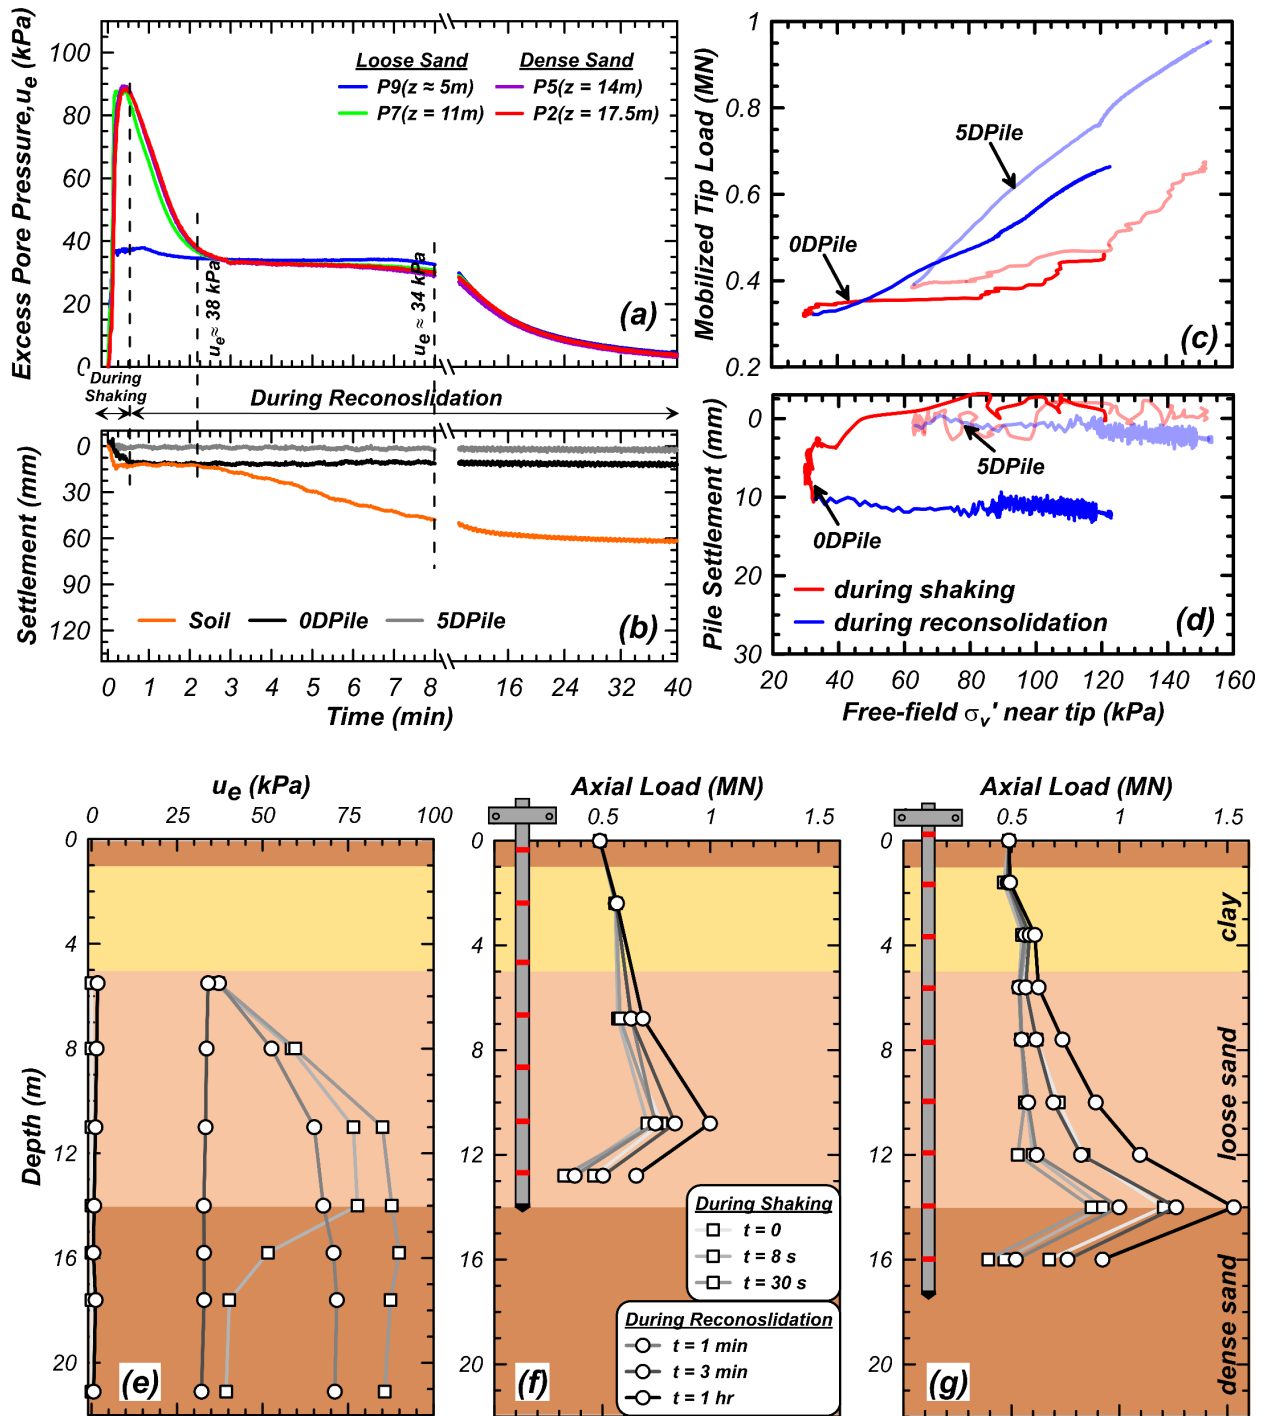 Excess Pore Pressure,ue (kPa)
100
80
60
40
20
0
Loose Sand
Dense Sand
P9(z ≈ 5m)
P5(z = 14m)
P7(z = 11m)
P2(z = 17.5m)
ue ≈ 38 kPa
ue ≈ 34 kPa
(a)
During
Shaking
During Reconoslidation
Settlement (mm)
0
30
60
90
120
Soil
0DPile
5DPile
(b)
0 1 2 3 4 5 6 7 8 16 24 32 40
Time (min)
Mobilized Tip Load (MN)
1
0.8
0.6
0.4
0.2
5DPile
0DPile
(c)
Pile Settlement (mm)
0
10
20
30
5DPile
0DPile
during shaking
during reconsolidation
(d)
20 40 60 80 100 120 140 160
Free-field σv' near tip (kPa)
ue (kPa)
0 25 50 75 100
Depth (m)
0
4
8
12
16
20
(e)
Axial Load (MN)
0.5 1 1.5
0
4
8
12
16
20
During Shaking
t = 0
t = 8 s
t = 30 s
During Reconoslidation
t = 1 min
t = 3 min
t = 1 hr
(f)
Axial Load (MN)
0.5 1 1.5
0
4
8
12
16
20
clay
loose sand
dense sand
(g)